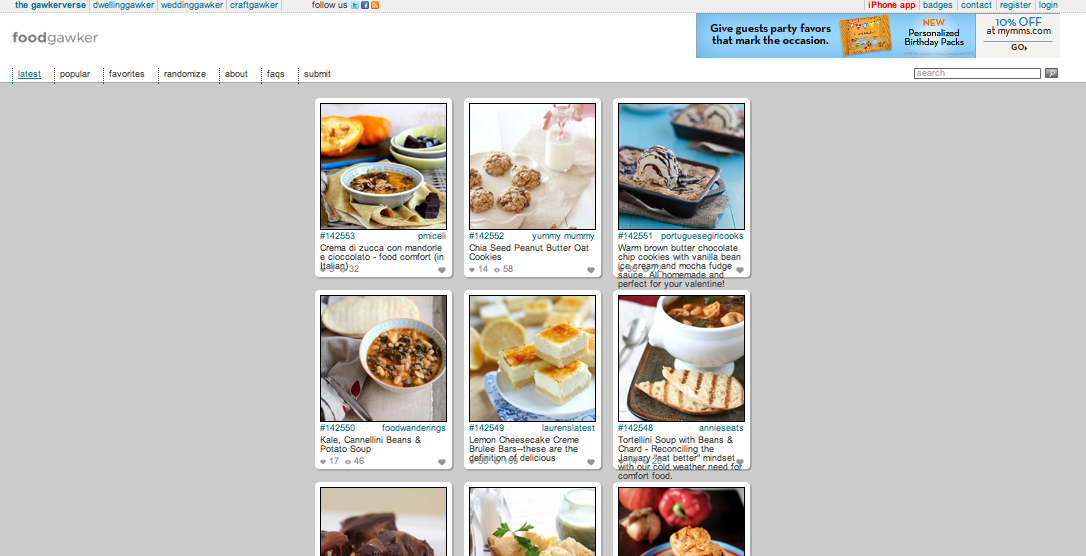 the gawkerverse dwellinggawker weddinggawker craftgawker follow us iPhone app badges contact register login
foodgawker
Give guests party favors
that mark the occasion.
NEW
Personalized
Birthday Packs
10% OFF
at mymms.com
GO
latest popular favorites randomize about faqs submit
search
#142553 pmiceli
Crema di zucca con mandorle
e cioccolato - food comfort (in
Italian)
32
#142552 yummy mummy
Chia Seed Peanut Butter Oat
Cookies
14 58
#142551 portuguesegirlcooks
Warm brown butter chocolate
chip cookies with vanilla bean
ice cream and mocha fudge
sauce. All homemade and
perfect for your valentine!
#142550 foodwanderings
Kale, Cannellini Beans &
Potato Soup
17 46
#142549 laurenslatest
Lemon Cheesecake Creme
Brulee Bars--these are the
definition of delicious
#142548 annieseats
Tortellini Soup with Beans &
Chard - Reconciling the
January "eat better" mindset
with our cold weather need for
comfort food.